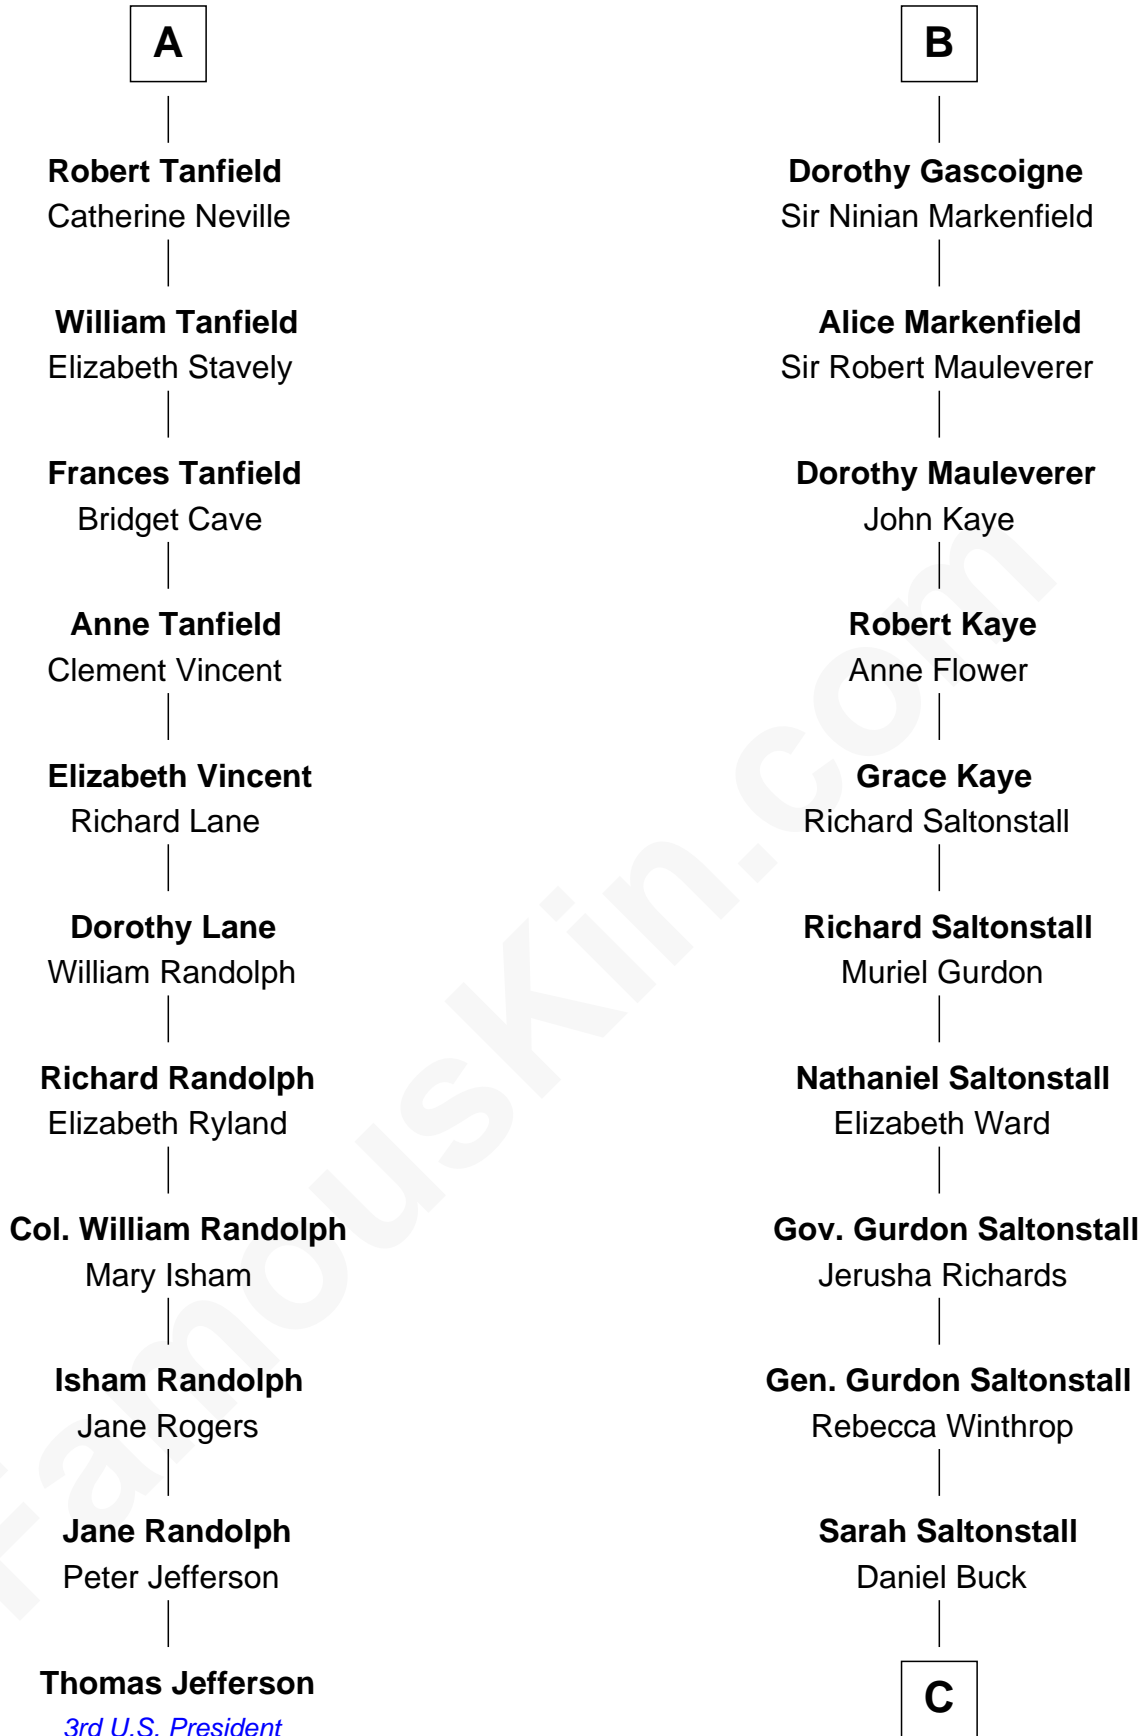 A
Robert Tanfield
Catherine Neville
William Tanfield
Elizabeth Stavely
Frances Tanfield
Bridget Cave
Anne Tanfield
Clement Vincent
Elizabeth Vincent
Richard Lane
Dorothy Lane
William Randolph
Richard Randolph
Elizabeth Ryland
Col. William Randolph
Mary Isham
Isham Randolph
Jane Rogers
Jane Randolph
Peter Jefferson
Thomas Jefferson
3rd U.S. President
B
Dorothy Gascoigne
Sir Ninian Markenfield
Alice Markenfield
Sir Robert Mauleverer
Dorothy Mauleverer
John Kaye
Robert Kaye
Anne Flower
Grace Kaye
Richard Saltonstall
Richard Saltonstall
Muriel Gurdon
Nathaniel Saltonstall
Elizabeth Ward
Gov. Gurdon Saltonstall
Jerusha Richards
Gen. Gurdon Saltonstall
Rebecca Winthrop
Sarah Saltonstall
Daniel Buck
C
FamousKin.com